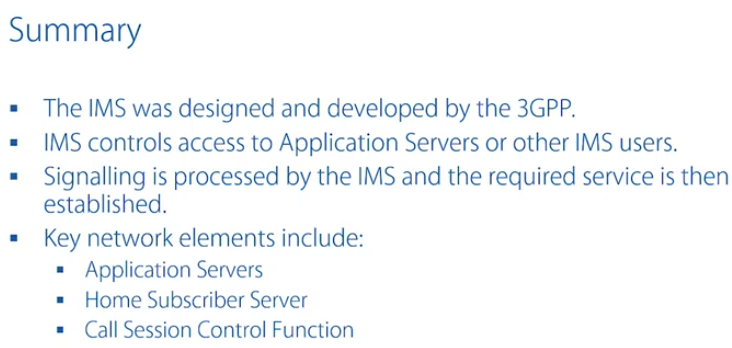 Summary
▪ The IMS was designed and developed by the 3GPP.
▪ IMS controls access to Application Servers or other IMS users.
▪ Signalling is processed by the IMS and the required service is then
established.
▪ Key network elements include:
▪ Application Servers
▪ Home Subscriber Server
▪ Call Session Control Function